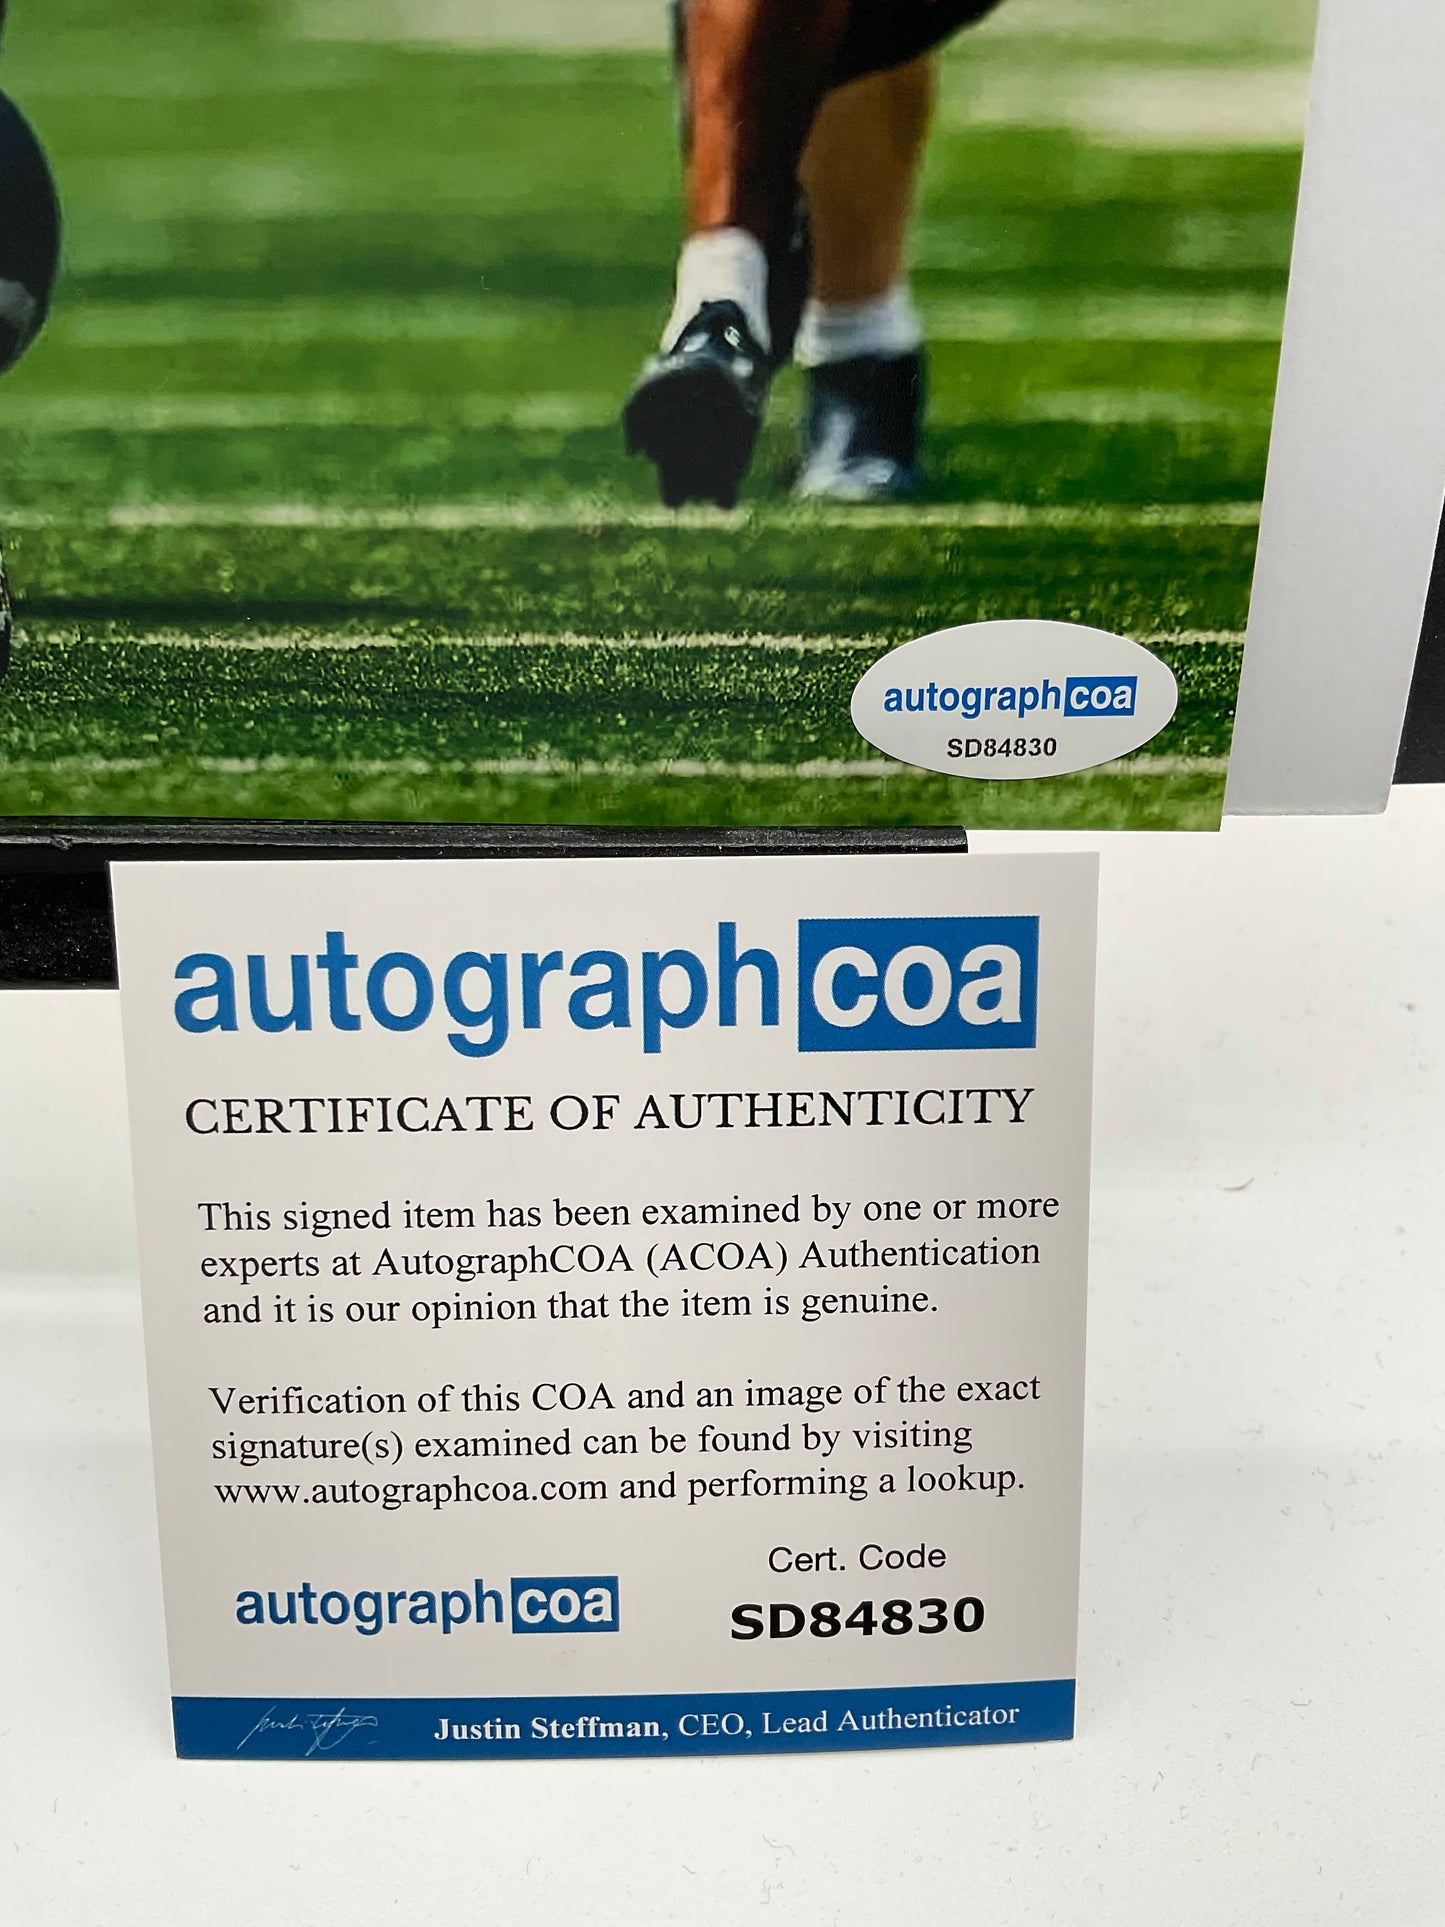 autographcoa
SD84830
autographcoa
CERTIFICATE OF AUTHENTICITY
This signed item has been examined by one or more
experts at AutographCOA (ACOA) Authentication
and it is our opinion that the item is genuine.
Verification of this COA and an image of the exact
signature(s) examined can be found by visiting
www.autographcoa.com and performing a lookup.
Cert. Code
autographcoa
SD84830
Justin Steffman, CEO, Lead Authenticator